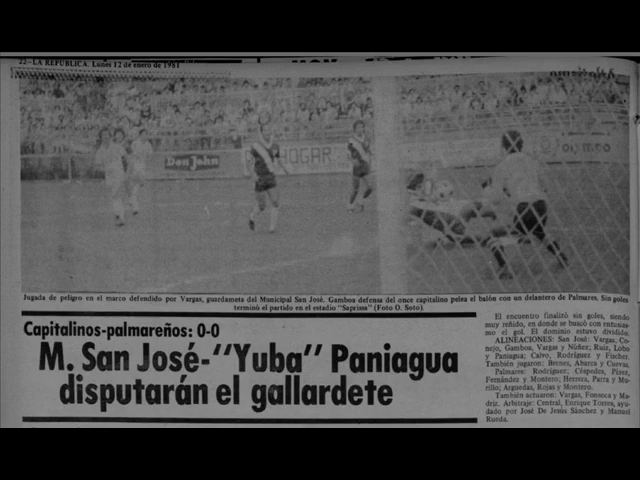 22—LA REPUBLICA. Lunes 12 de enero de 1981
Don John
HOGAR
Jugada de peligro en el marco defendido por Vargas, guardameta del Municipal San José. Gamboa defensa del once capitalino pelea el balón con un delantero de Palmares. Sin goles
terminó el partido en el estadio "Saprissa" (Foto O. Soto).
Capitalinos-palmareños: 0-0
M. San José-"Yuba" Paniagua
disputarán el gallardete
El encuentro finalizó sin goles, siendo
muy reñido, en donde se buscó con entusias-
mo el gol. El dominio estuvo dividido.
ALINEACIONES: San José: Vargas; Co-
nejo, Gamboa, Vargas y Núñez; Ruiz, Lobo
y Paniagua; Calvo, Rodríguez y Fischer.
También jugaron: Brenes, Abarca y Cuevas.
Palmares: Rodríguez; Céspedes, Pérez,
Fernández y Montero; Herrera, Parra y Mu-
rillo; Arguedas, Rojas y Montero.
También actuaron: Vargas, Fonseca y Ma-
driz. Arbitraje: Central, Enrique Torres, ayu-
dado por José De Jesús Sánchez y Manuel
Rueda.